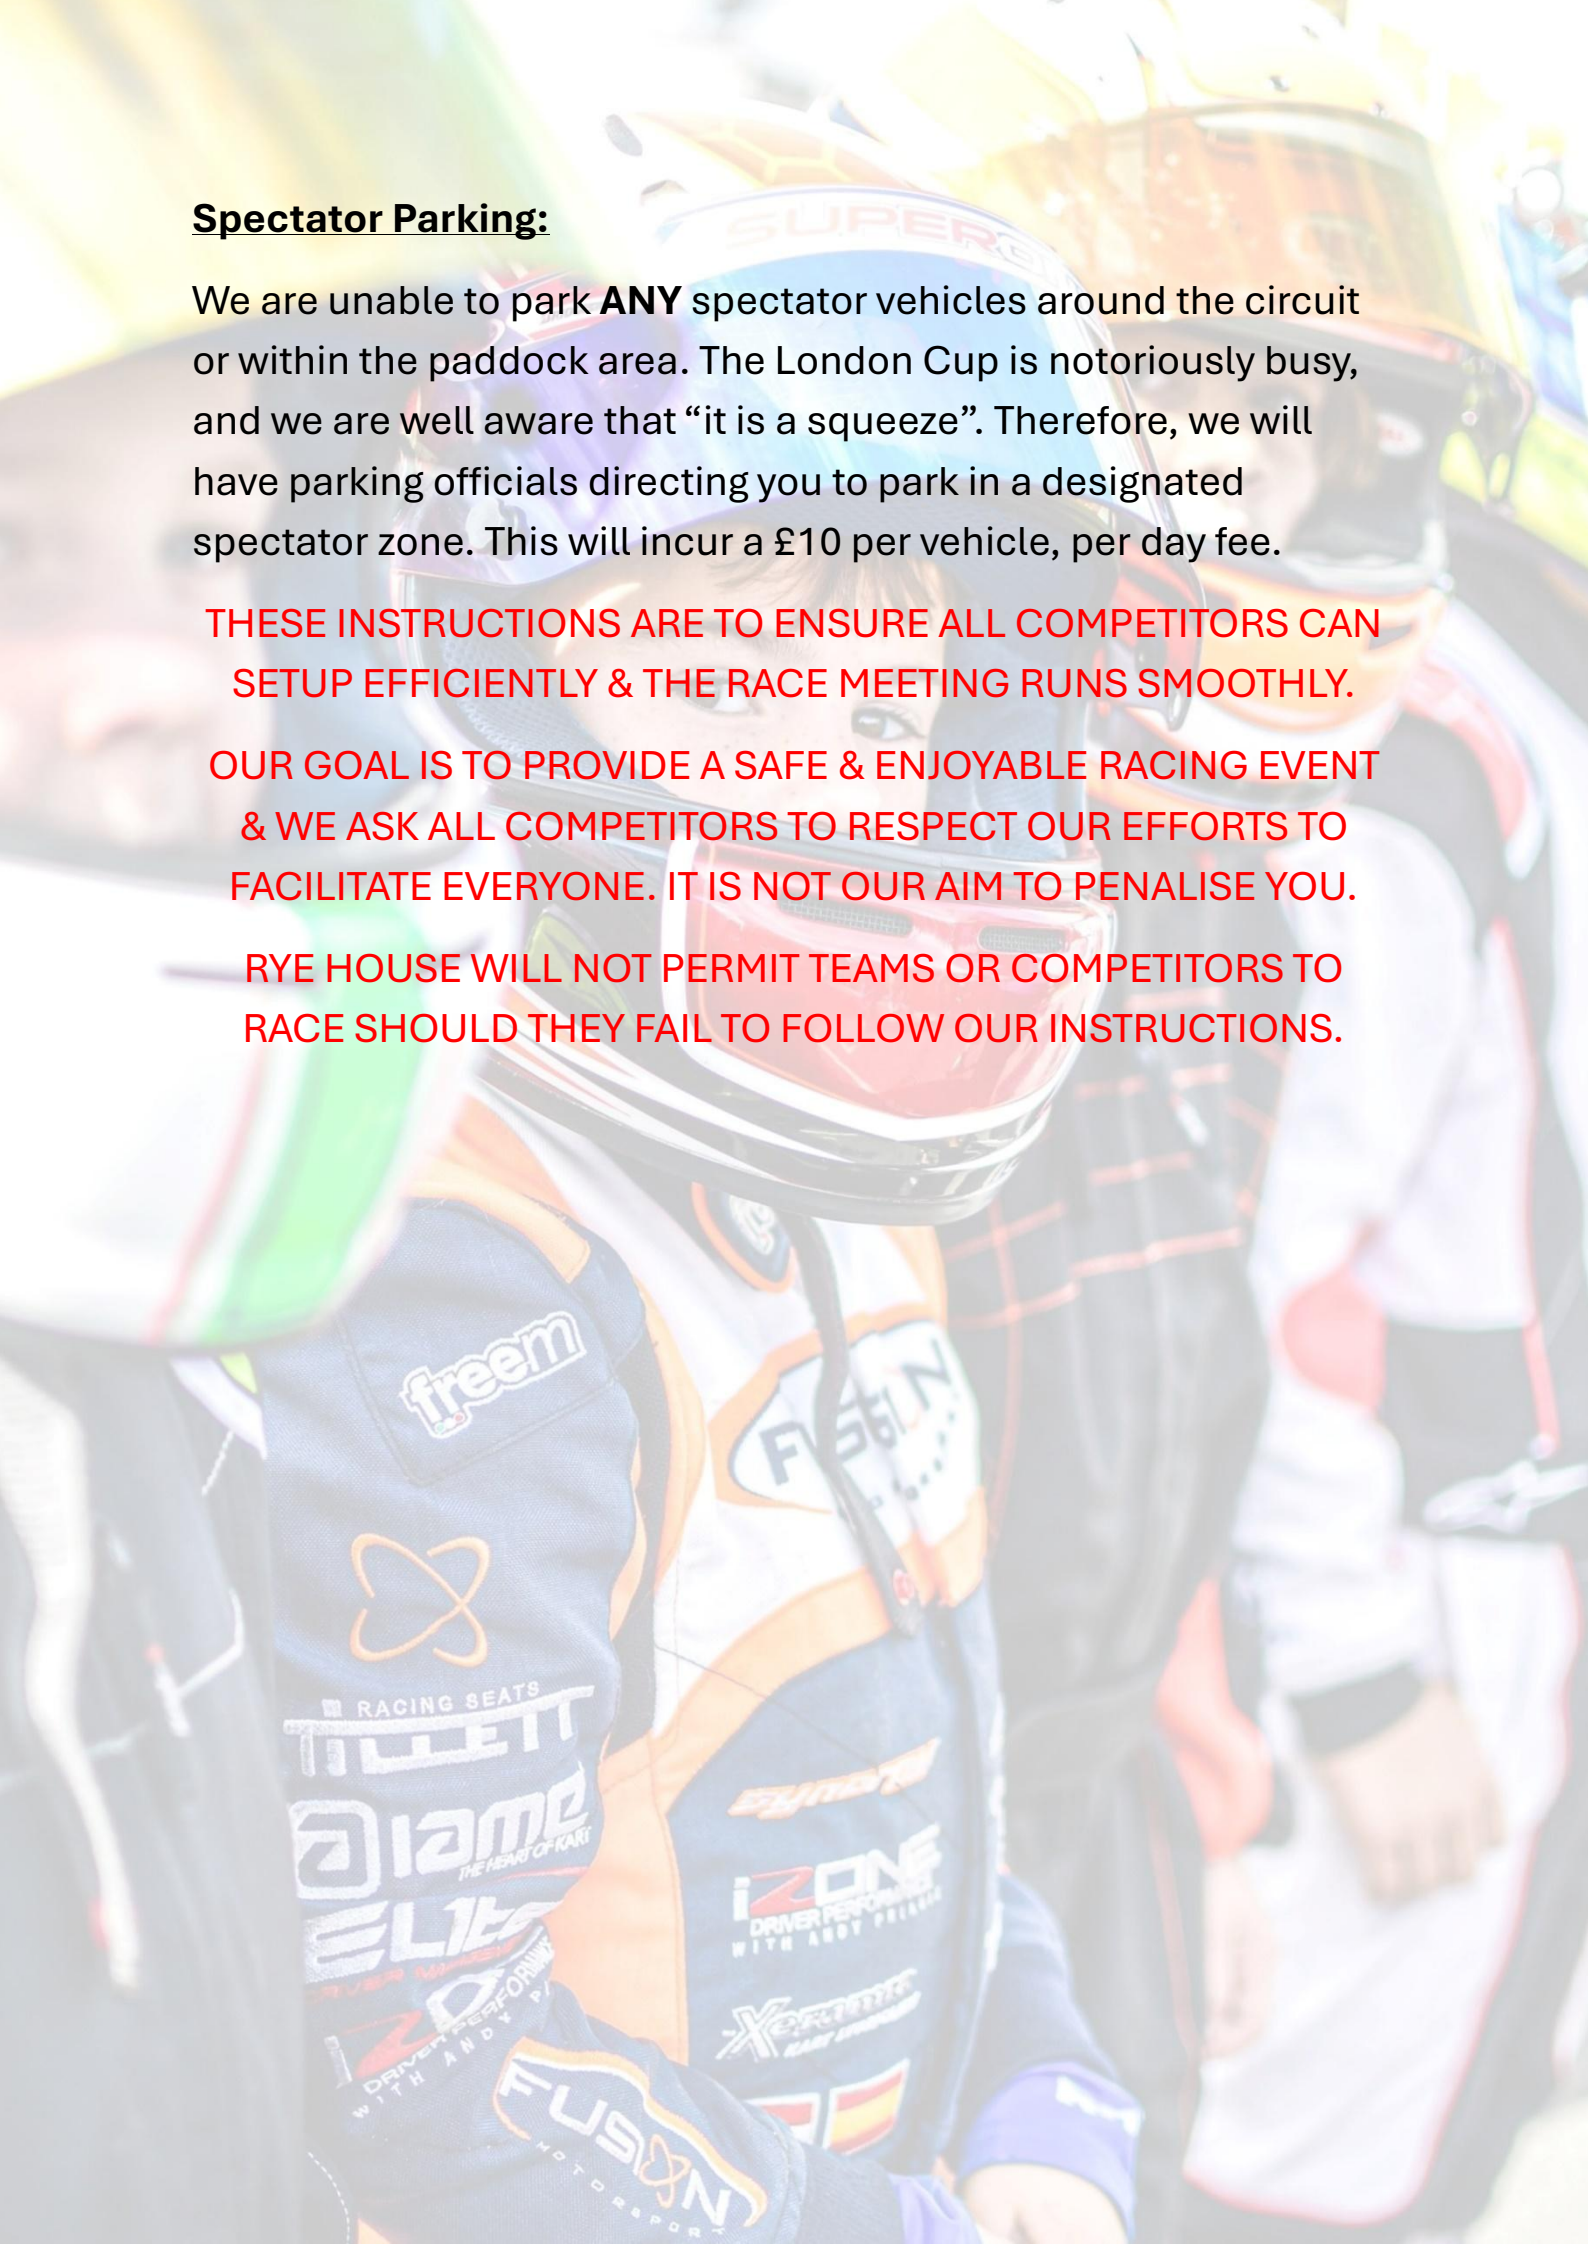 Spectator Parking:
We are unable to park ANY spectator vehicles around the circuit
or within the paddock area. The London Cup is notoriously busy,
and we are well aware that “it is a squeeze”. Therefore, we will
have parking officials directing you to park in a designated
spectator zone. This will incur a £10 per vehicle, per day fee.
THESE INSTRUCTIONS ARE TO ENSURE ALL COMPETITORS CAN
SETUP EFFICIENTLY & THE RACE MEETING RUNS SMOOTHLY.
OUR GOAL IS TO PROVIDE A SAFE & ENJOYABLE RACING EVENT
& WE ASK ALL COMPETITORS TO RESPECT OUR EFFORTS TO
FACILITATE EVERYONE. IT IS NOT OUR AIM TO PENALISE YOU.
RYE HOUSE WILL NOT PERMIT TEAMS OR COMPETITORS TO
RACE SHOULD THEY FAIL TO FOLLOW OUR INSTRUCTIONS.
freem
FUSION
RACING SEATS
TILLETT
IAME
THE HEART OF KART
ELITE
iZONE
DRIVER PERFORMANCE
WITH ANDY PRIAULX
Xeramic
DRIVER PERFORMANCE
WITH ANDY
FUSION
MOTORSPORT